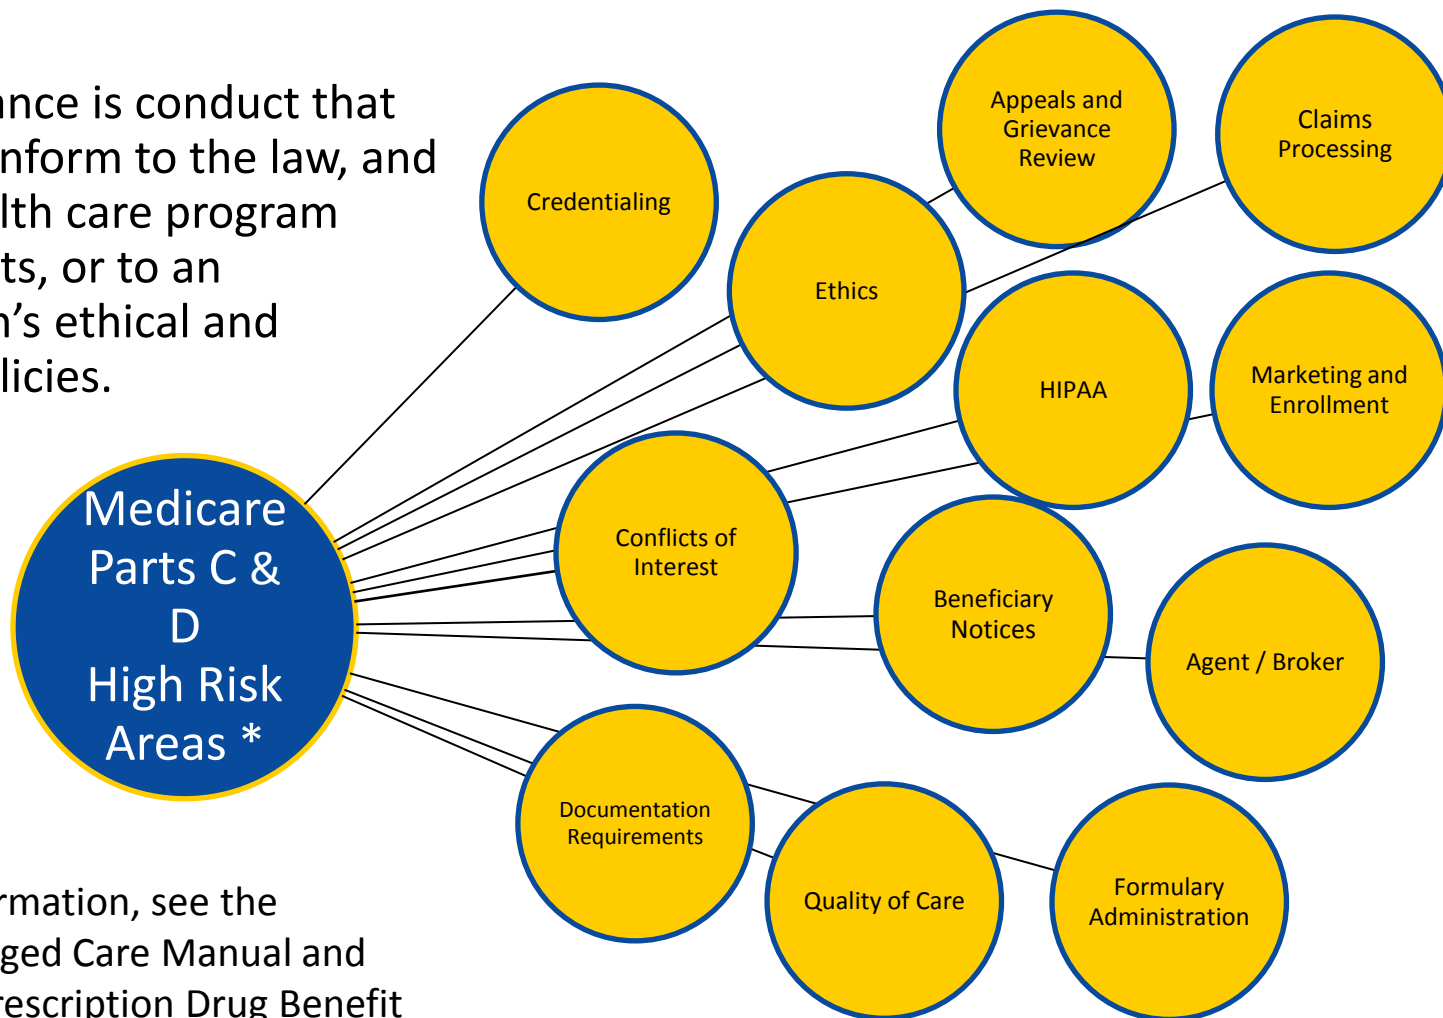 ance is conduct that
nform to the law, and
lth care program
ts, or to an
n’s ethical and
licies.
Medicare
Parts C &
D
High Risk
Areas *
Credentialing
Ethics
Appeals and
Grievance
Review
Claims
Processing
HIPAA
Marketing and
Enrollment
Conflicts of
Interest
Beneficiary
Notices
Agent / Broker
Documentation
Requirements
Quality of Care
Formulary
Administration
rmation, see the
ged Care Manual and
rescription Drug Benefit